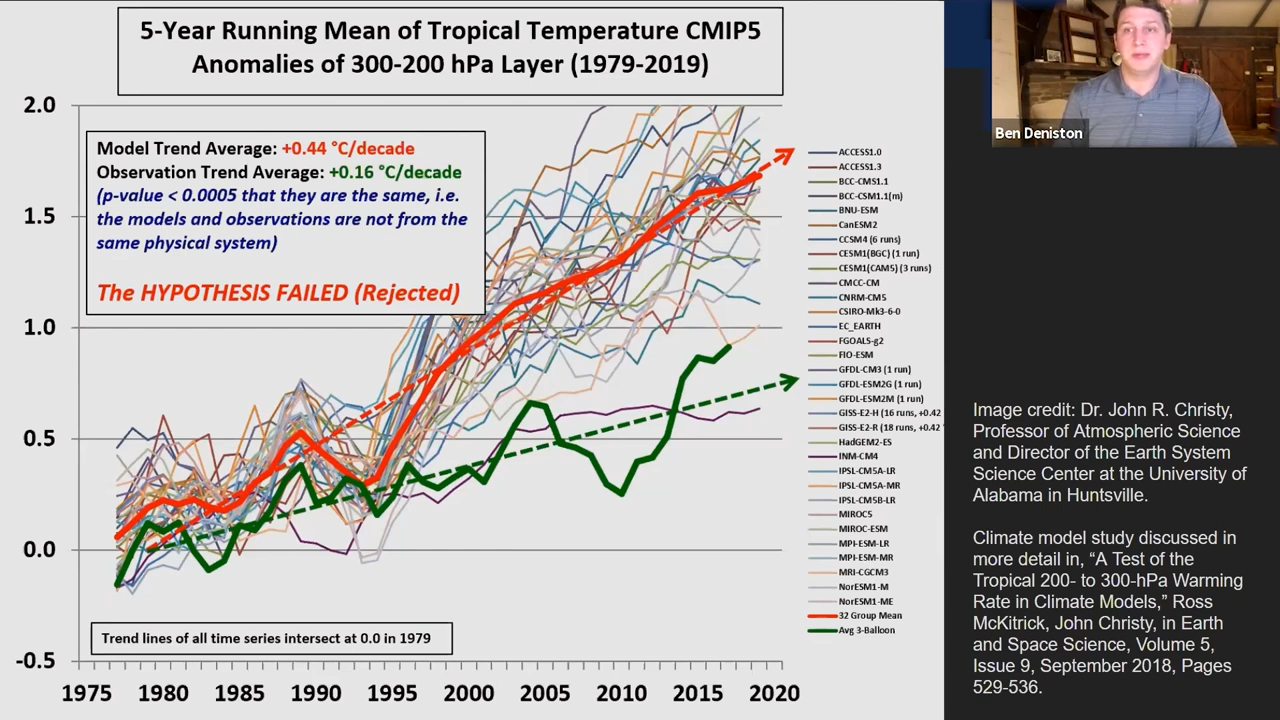 5-Year Running Mean of Tropical Temperature CMIP5
Anomalies of 300-200 hPa Layer (1979-2019)
2.0
1.5
1.0
0.5
0.0
-0.5
Model Trend Average: +0.44 °C/decade
Observation Trend Average: +0.16 °C/decade
(p-value < 0.0005 that they are the same, i.e.
the models and observations are not from the
same physical system)
The HYPOTHESIS FAILED (Rejected)
Trend lines of all time series intersect at 0.0 in 1979
1975 1980 1985 1990 1995 2000 2005 2010 2015 2020
ACCESS1.0
ACCESS1.3
BCC-CMS1.1
BCC-CSM1.1(m)
BNU-ESM
CanESM2
CCSM4 (6 runs)
CESM1(BGC) (1 run)
CESM1(CAM5) (3 runs)
CMCC-CM
CNRM-CM5
CSIRO-Mk3-6-0
EC_EARTH
FGOALS-g2
FIO-ESM
GFDL-CM3 (1 run)
GFDL-ESM2G (1 run)
GFDL-ESM2M (1 run)
GISS-E2-H (16 runs, +0.42
GISS-E2-R (18 runs, +0.42
HadGEM2-ES
INM-CM4
IPSL-CM5A-LR
IPSL-CM5A-MR
IPSL-CM5B-LR
MIROC5
MIROC-ESM
MPI-ESM-LR
MPI-ESM-MR
MRI-CGCM3
NorESM1-M
NorESM1-ME
32 Group Mean
Avg 3-Balloon
Ben Deniston
Image credit: Dr. John R. Christy,
Professor of Atmospheric Science
and Director of the Earth System
Science Center at the University of
Alabama in Huntsville.
Climate model study discussed in
more detail in, “A Test of the
Tropical 200- to 300-hPa Warming
Rate in Climate Models,” Ross
McKitrick, John Christy, in Earth
and Space Science, Volume 5,
Issue 9, September 2018, Pages
529-536.